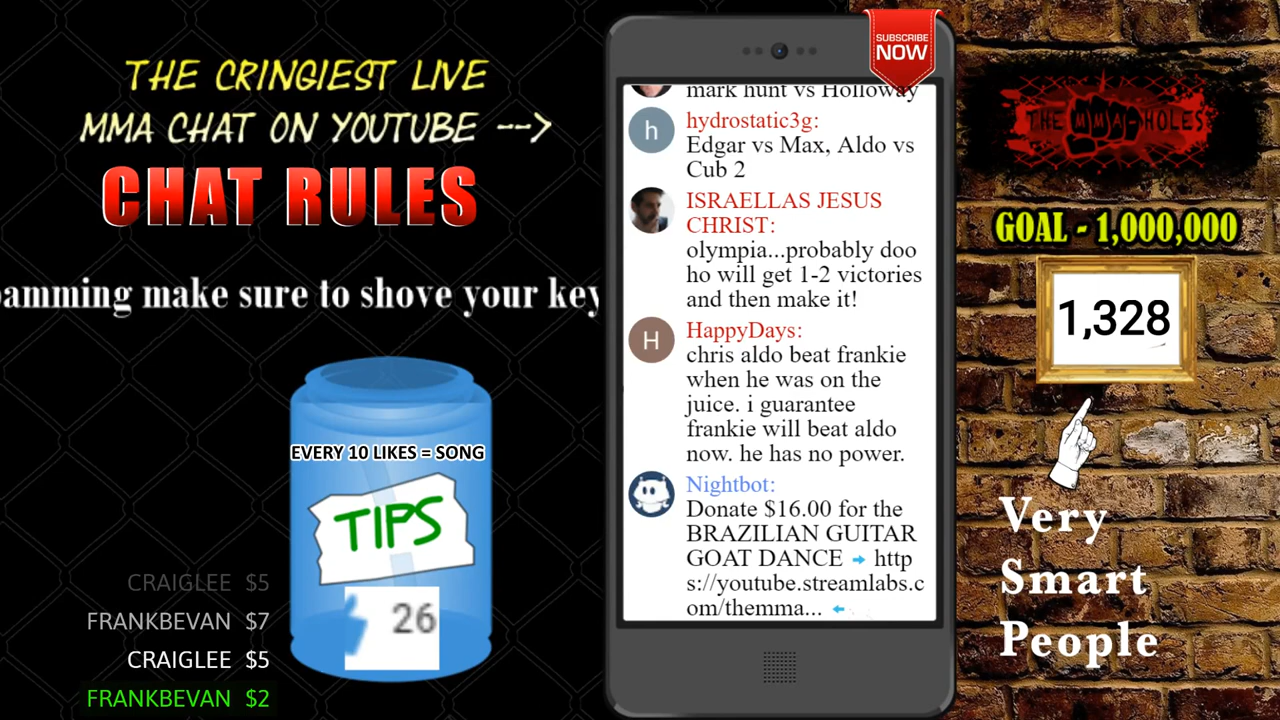 THE CRINGIEST LIVE
MMA CHAT ON YOUTUBE -->
CHAT RULES
make sure to shove your
EVERY 10 LIKES = SONG
TIPS
26
CRAIGLEE $5
FRANKBEVAN $7
CRAIGLEE $5
FRANKBEVAN $2
SUBSCRIBE
NOW
mark hunt vs Holloway
h
hydrostatic3g:
Edgar vs Max, Aldo vs
Cub 2
ISRAELLAS JESUS
CHRIST:
olympia...probably doo
ho will get 1-2 victories
and then make it!
H
HappyDays:
chris aldo beat frankie
when he was on the
juice. i guarantee
frankie will beat aldo
now. he has no power.
Nightbot:
Donate $16.00 for the
BRAZILIAN GUITAR
GOAT DANCE ➡ http
s://youtube.streamlabs.c
om/themma... ⬅
THE MMA-HOLES
GOAL - 1,000,000
1,328
Very
Smart
People